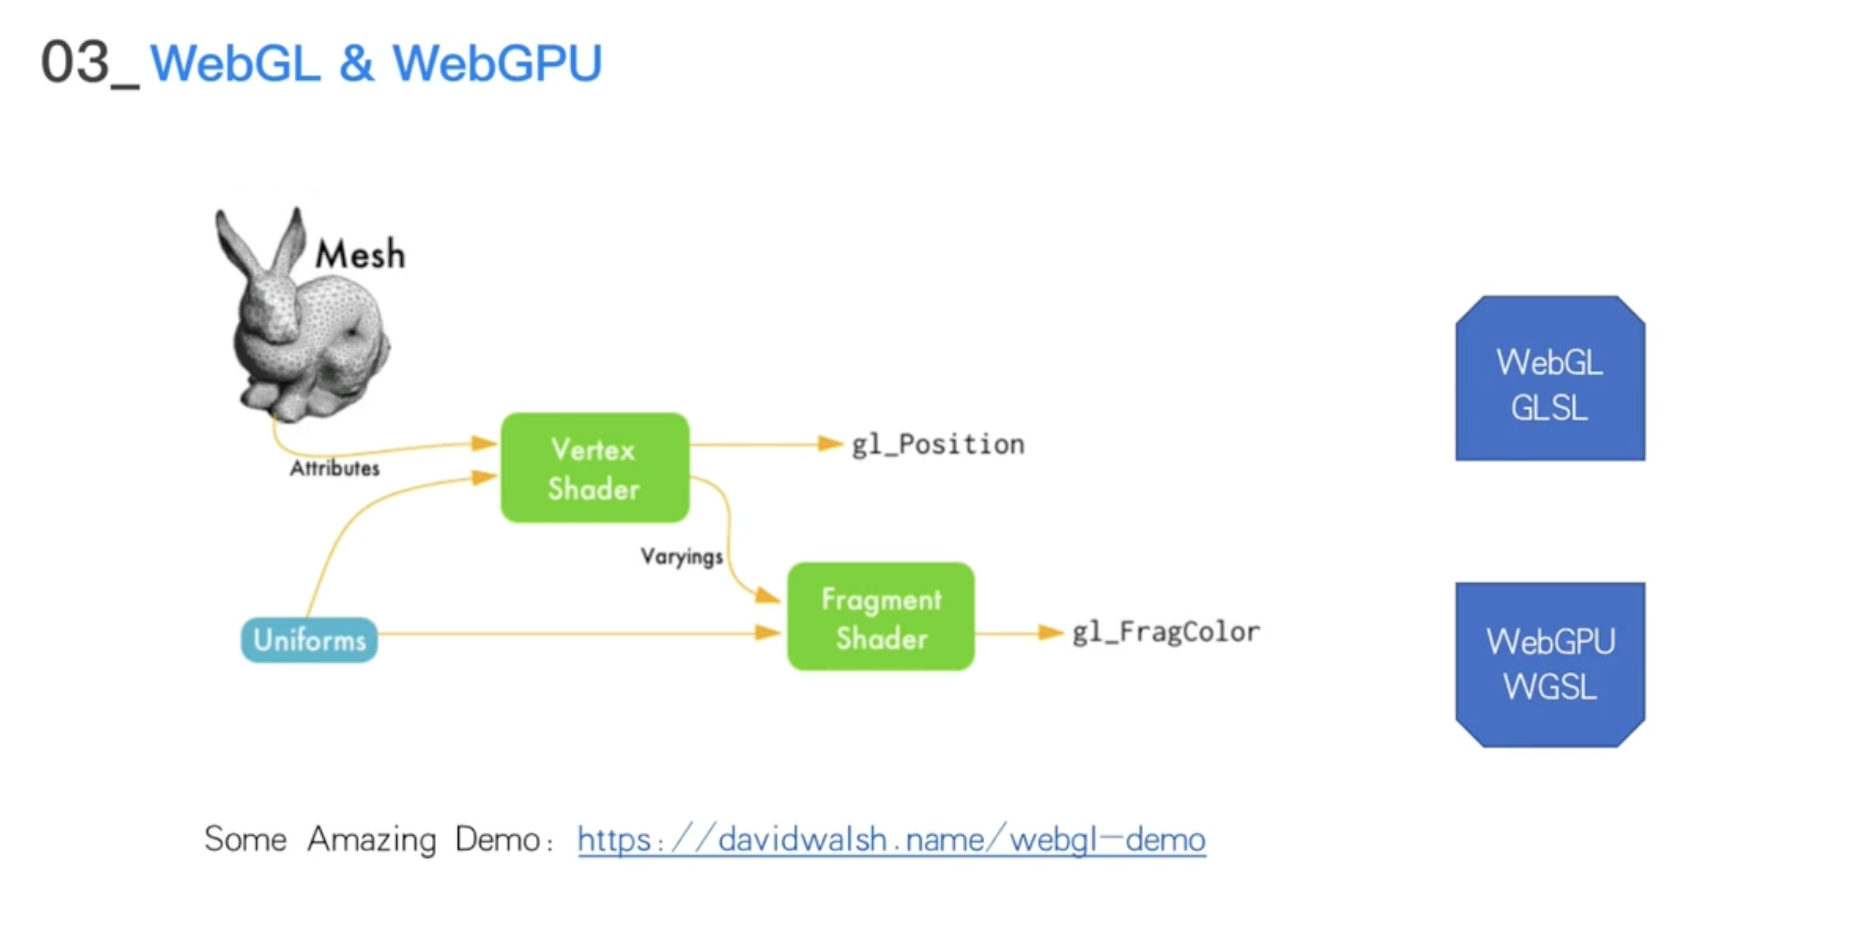 03_ WebGL & WebGPU
Mesh
Attributes
Vertex
Shader
gl_Position
Varyings
Uniforms
Fragment
Shader
gl_FragColor
WebGL
GLSL
WebGPU
WGSL
Some Amazing Demo: https://davidwalsh.name/webgl-demo